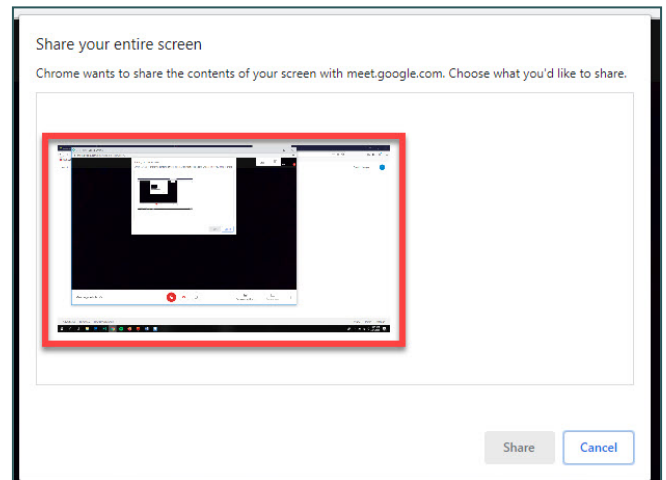 Share your entire screen
Chrome wants to share the contents of your screen with meet.google.com. Choose what you'd like to share.
Share
Cancel